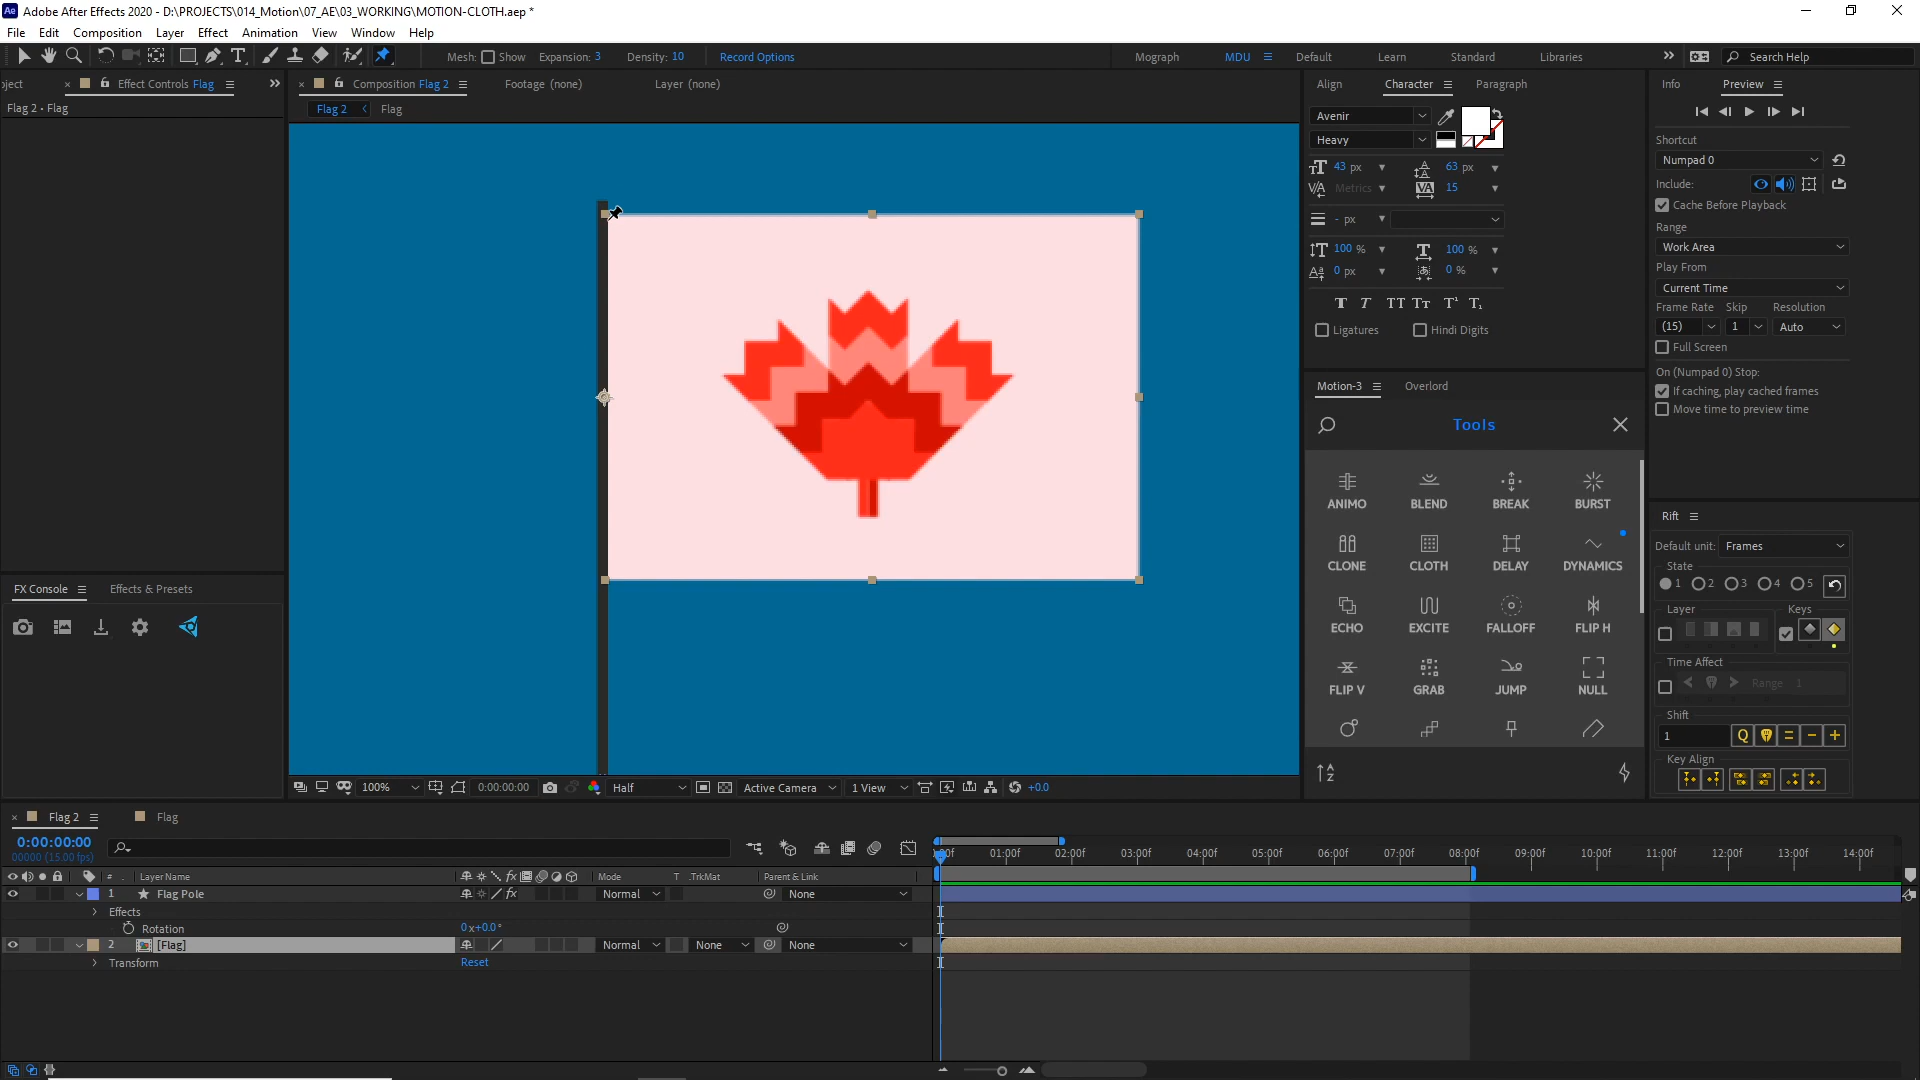 Adobe After Effects 2020 - D:\PROJECTS\014_Motion\07_AE\03_WORKING\MOTION-CLOTH.aep *
File Edit Composition Layer Effect Animation View Window Help
Mesh: Show Expansion: 3 Density: 10 Record Options Mograph MDU Default Learn Standard Libraries Search Help
oject Effect Controls Flag Composition Flag 2 Footage (none) Layer (none)
Flag 2 • Flag
Flag 2 Flag
Align Character Paragraph
Avenir
Heavy
43 px 63 px
Metrics 15
- px
100 % 100 %
0 px 0 %
Ligatures Hindi Digits
Motion-3 Overlord
Tools
ANIMO BLEND BREAK BURST
CLONE CLOTH DELAY DYNAMICS
ECHO EXCITE FALLOFF FLIP H
FLIP V GRAB JUMP NULL
Info Preview
Shortcut
Numpad 0
Include:
Cache Before Playback
Range
Work Area
Play From
Current Time
Frame Rate Skip Resolution
(15) 1 Auto
Full Screen
On (Numpad 0) Stop:
If caching, play cached frames
Move time to preview time
Rift
Default unit: Frames
State
1 2 3 4 5
Layer Keys
Time Affect
Range 1
Shift
1 Q
Key Align
FX Console Effects & Presets
100% 0:00:00:00 Half Active Camera 1 View +0.0
Flag 2 Flag
0:00:00:00
00000 (15.00 fps)
# Layer Name Mode T .TrkMat Parent & Link
1 Flag Pole Normal None
Effects
Rotation 0x+0.0°
2 [Flag] Normal None None
Transform Reset
01:00f 02:00f 03:00f 04:00f 05:00f 06:00f 07:00f 08:00f 09:00f 10:00f 11:00f 12:00f 13:00f 14:00f